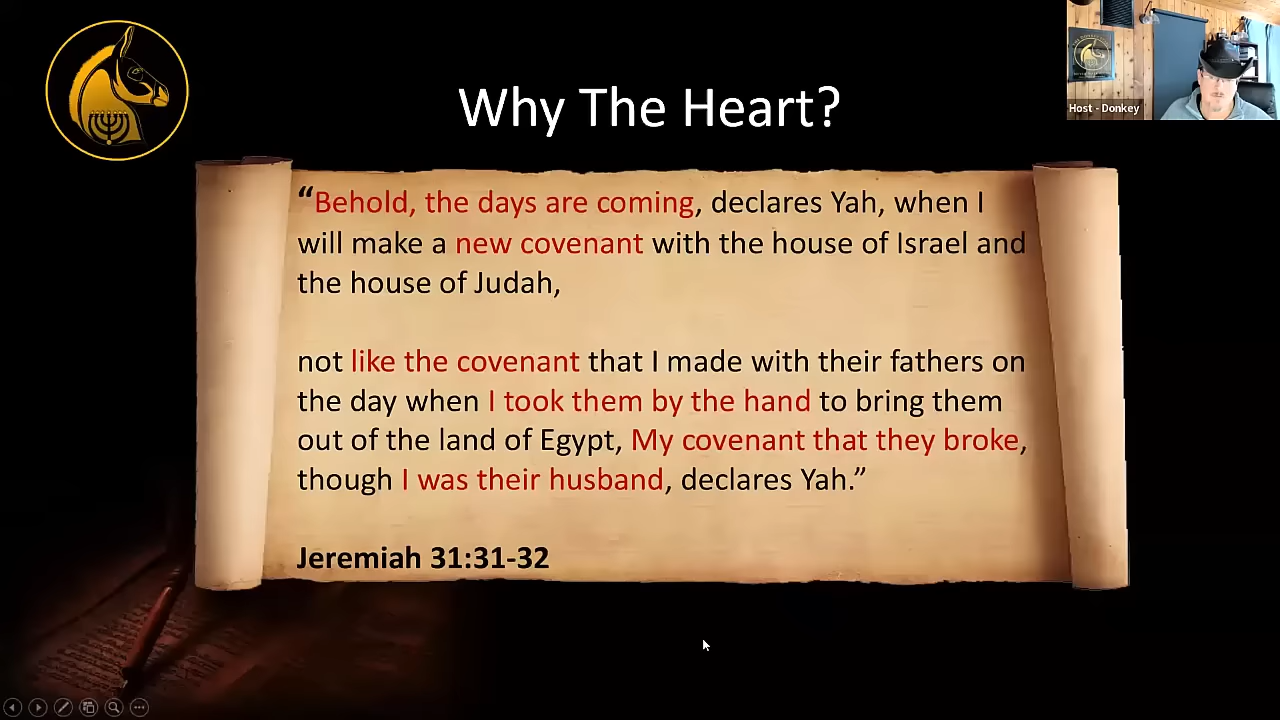 Why The Heart?
Host - Donkey
“Behold, the days are coming, declares Yah, when I
will make a new covenant with the house of Israel and
the house of Judah,
not like the covenant that I made with their fathers on
the day when I took them by the hand to bring them
out of the land of Egypt, My covenant that they broke,
though I was their husband, declares Yah.”
Jeremiah 31:31-32